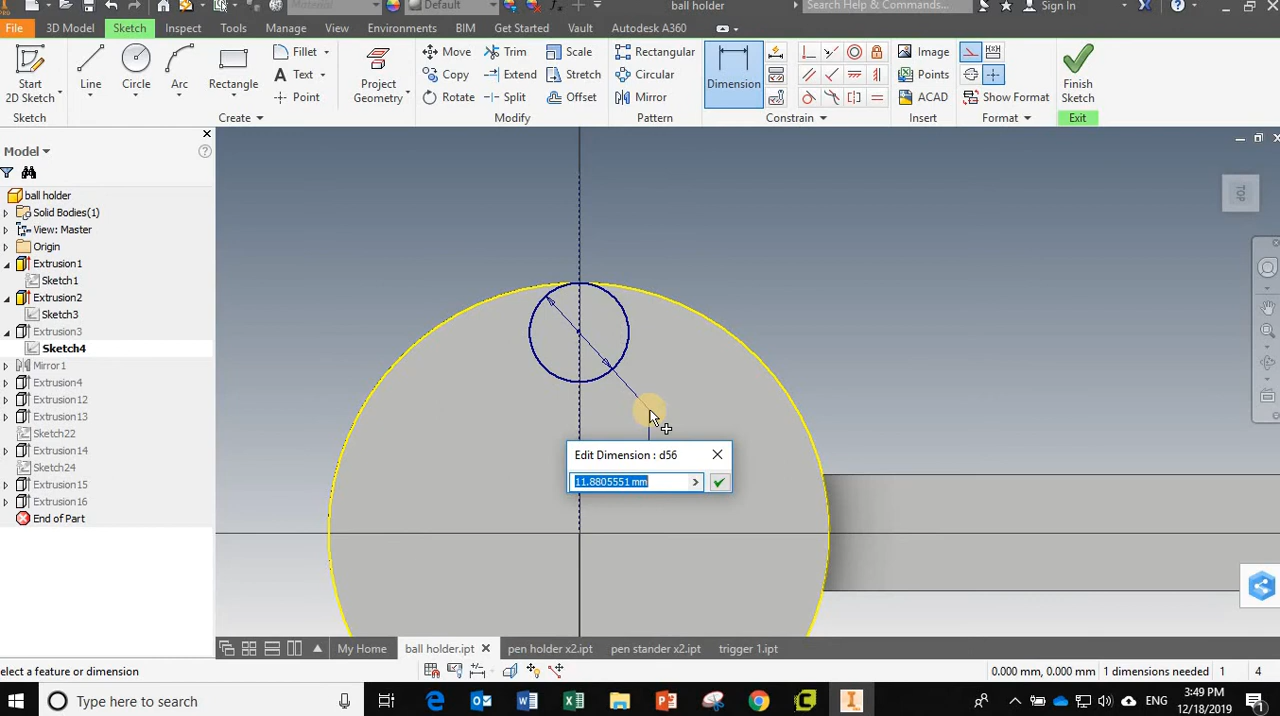 Material
Default
ball holder
Search Help & Commands...
Sign In
File 3D Model Sketch Inspect Tools Manage View Environments BIM Get Started Vault Autodesk A360
Start
2D Sketch
Line
Circle
Arc
Rectangle
Fillet
Text
Point
Project
Geometry
Move
Copy
Rotate
Trim
Extend
Split
Scale
Stretch
Offset
Rectangular
Circular
Mirror
Dimension
Image
Points
ACAD
Show Format
Finish
Sketch
Sketch Create Modify Pattern Constrain Insert Format Exit
Model
ball holder
Solid Bodies(1)
View: Master
Origin
Extrusion1
Sketch1
Extrusion2
Sketch3
Extrusion3
Sketch4
Mirror1
Extrusion4
Extrusion12
Extrusion13
Sketch22
Extrusion14
Sketch24
Extrusion15
Extrusion16
End of Part
TOP
Edit Dimension : d56
11.8805551 mm
My Home ball holder.ipt pen holder x2.ipt pen stander x2.ipt trigger 1.ipt
select a feature or dimension
0.000 mm, 0.000 mm 1 dimensions needed 1 4
Type here to search
ENG
3:49 PM
12/18/2019